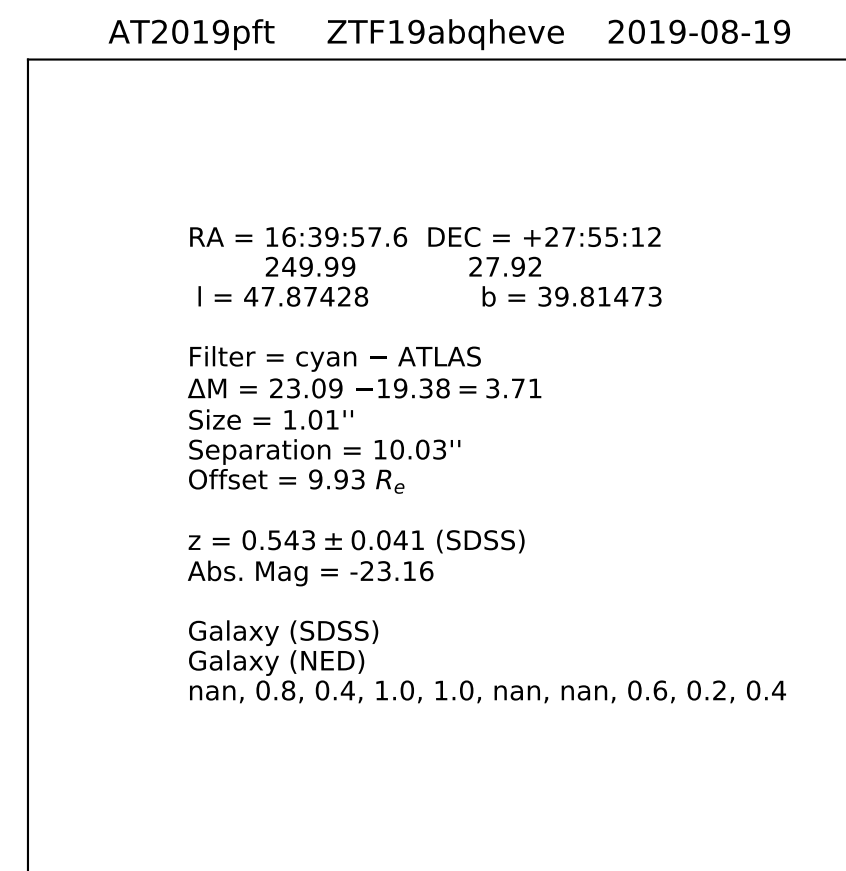 AT2019pft ZTF19abqheve 2019-08-19
RA = 16:39:57.6 DEC = +27:55:12
249.99 27.92
l = 47.87428 b = 39.81473
Filter = cyan − ATLAS
ΔM = 23.09 −19.38 = 3.71
Size = 1.01''
Separation = 10.03''
Offset = 9.93 Re
z = 0.543 ± 0.041 (SDSS)
Abs. Mag = -23.16
Galaxy (SDSS)
Galaxy (NED)
nan, 0.8, 0.4, 1.0, 1.0, nan, nan, 0.6, 0.2, 0.4